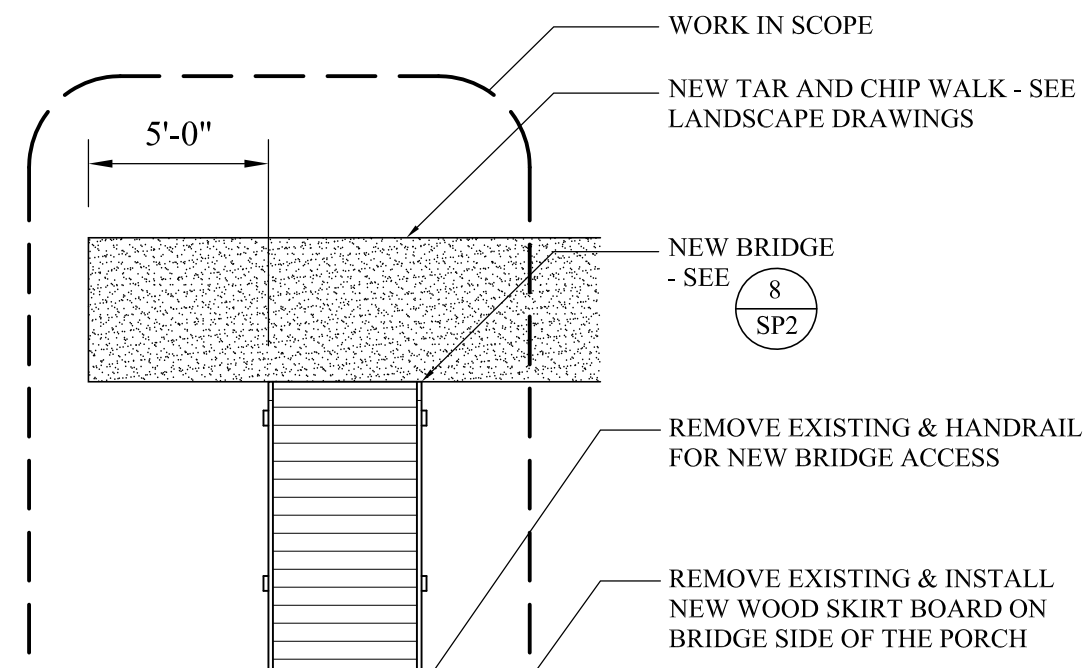 WORK IN SCOPE
NEW TAR AND CHIP WALK - SEE
LANDSCAPE DRAWINGS
5'-0"
NEW BRIDGE
- SEE
8
SP2
REMOVE EXISTING & HANDRAIL
FOR NEW BRIDGE ACCESS
REMOVE EXISTING & INSTALL
NEW WOOD SKIRT BOARD ON
BRIDGE SIDE OF THE PORCH